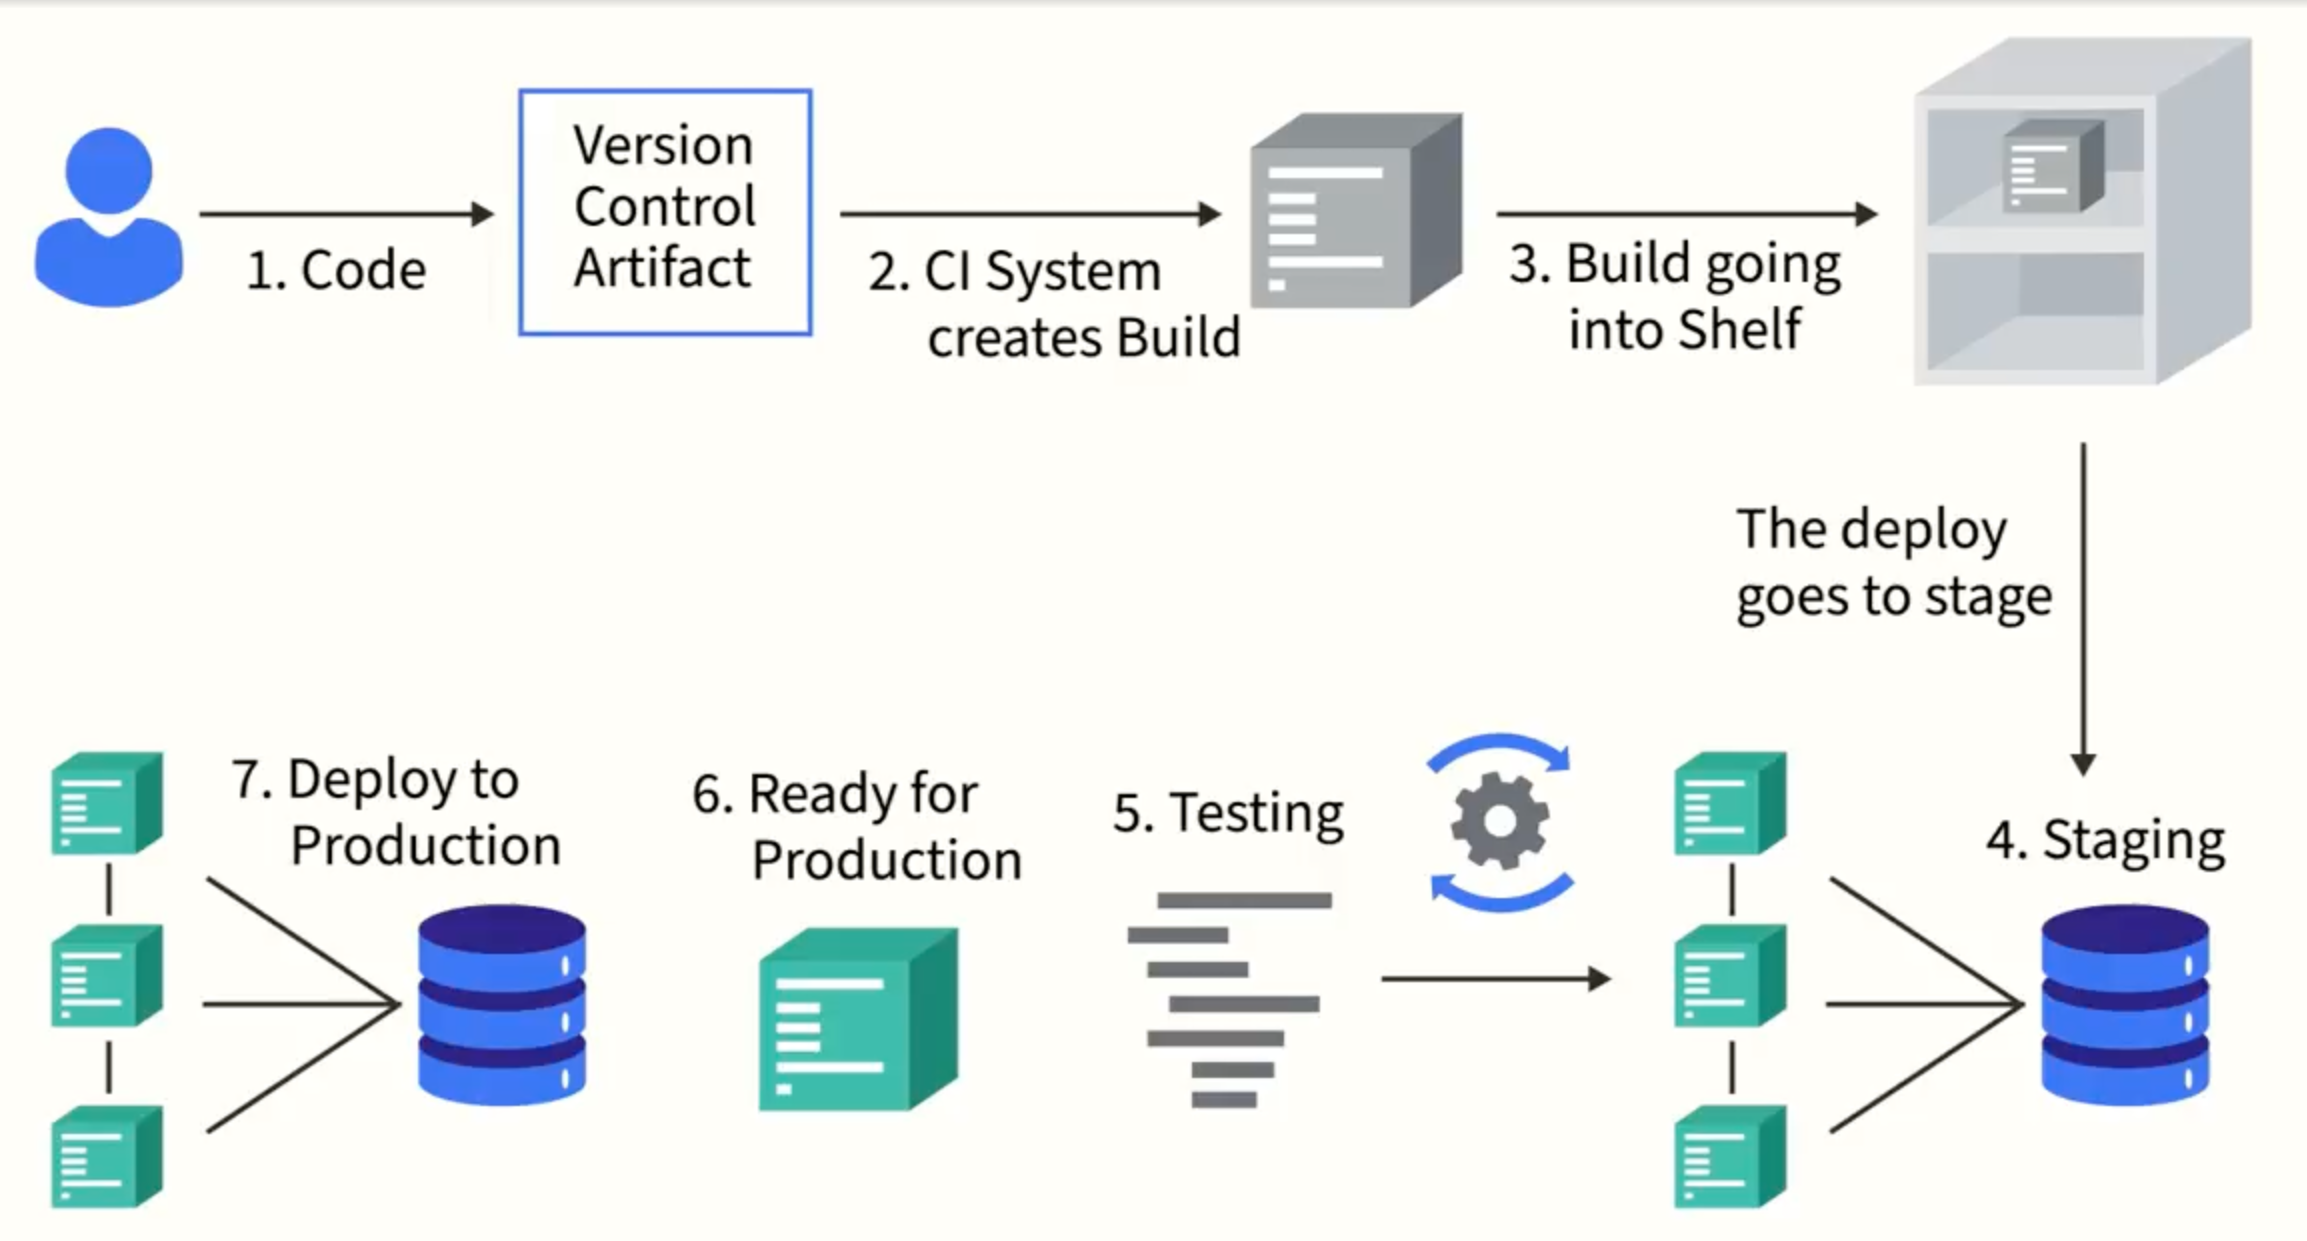 Version
Control
Artifact
1. Code
2. CI System
creates Build
3. Build going
into Shelf
The deploy
goes to stage
4. Staging
5. Testing
6. Ready for
Production
7. Deploy to
Production